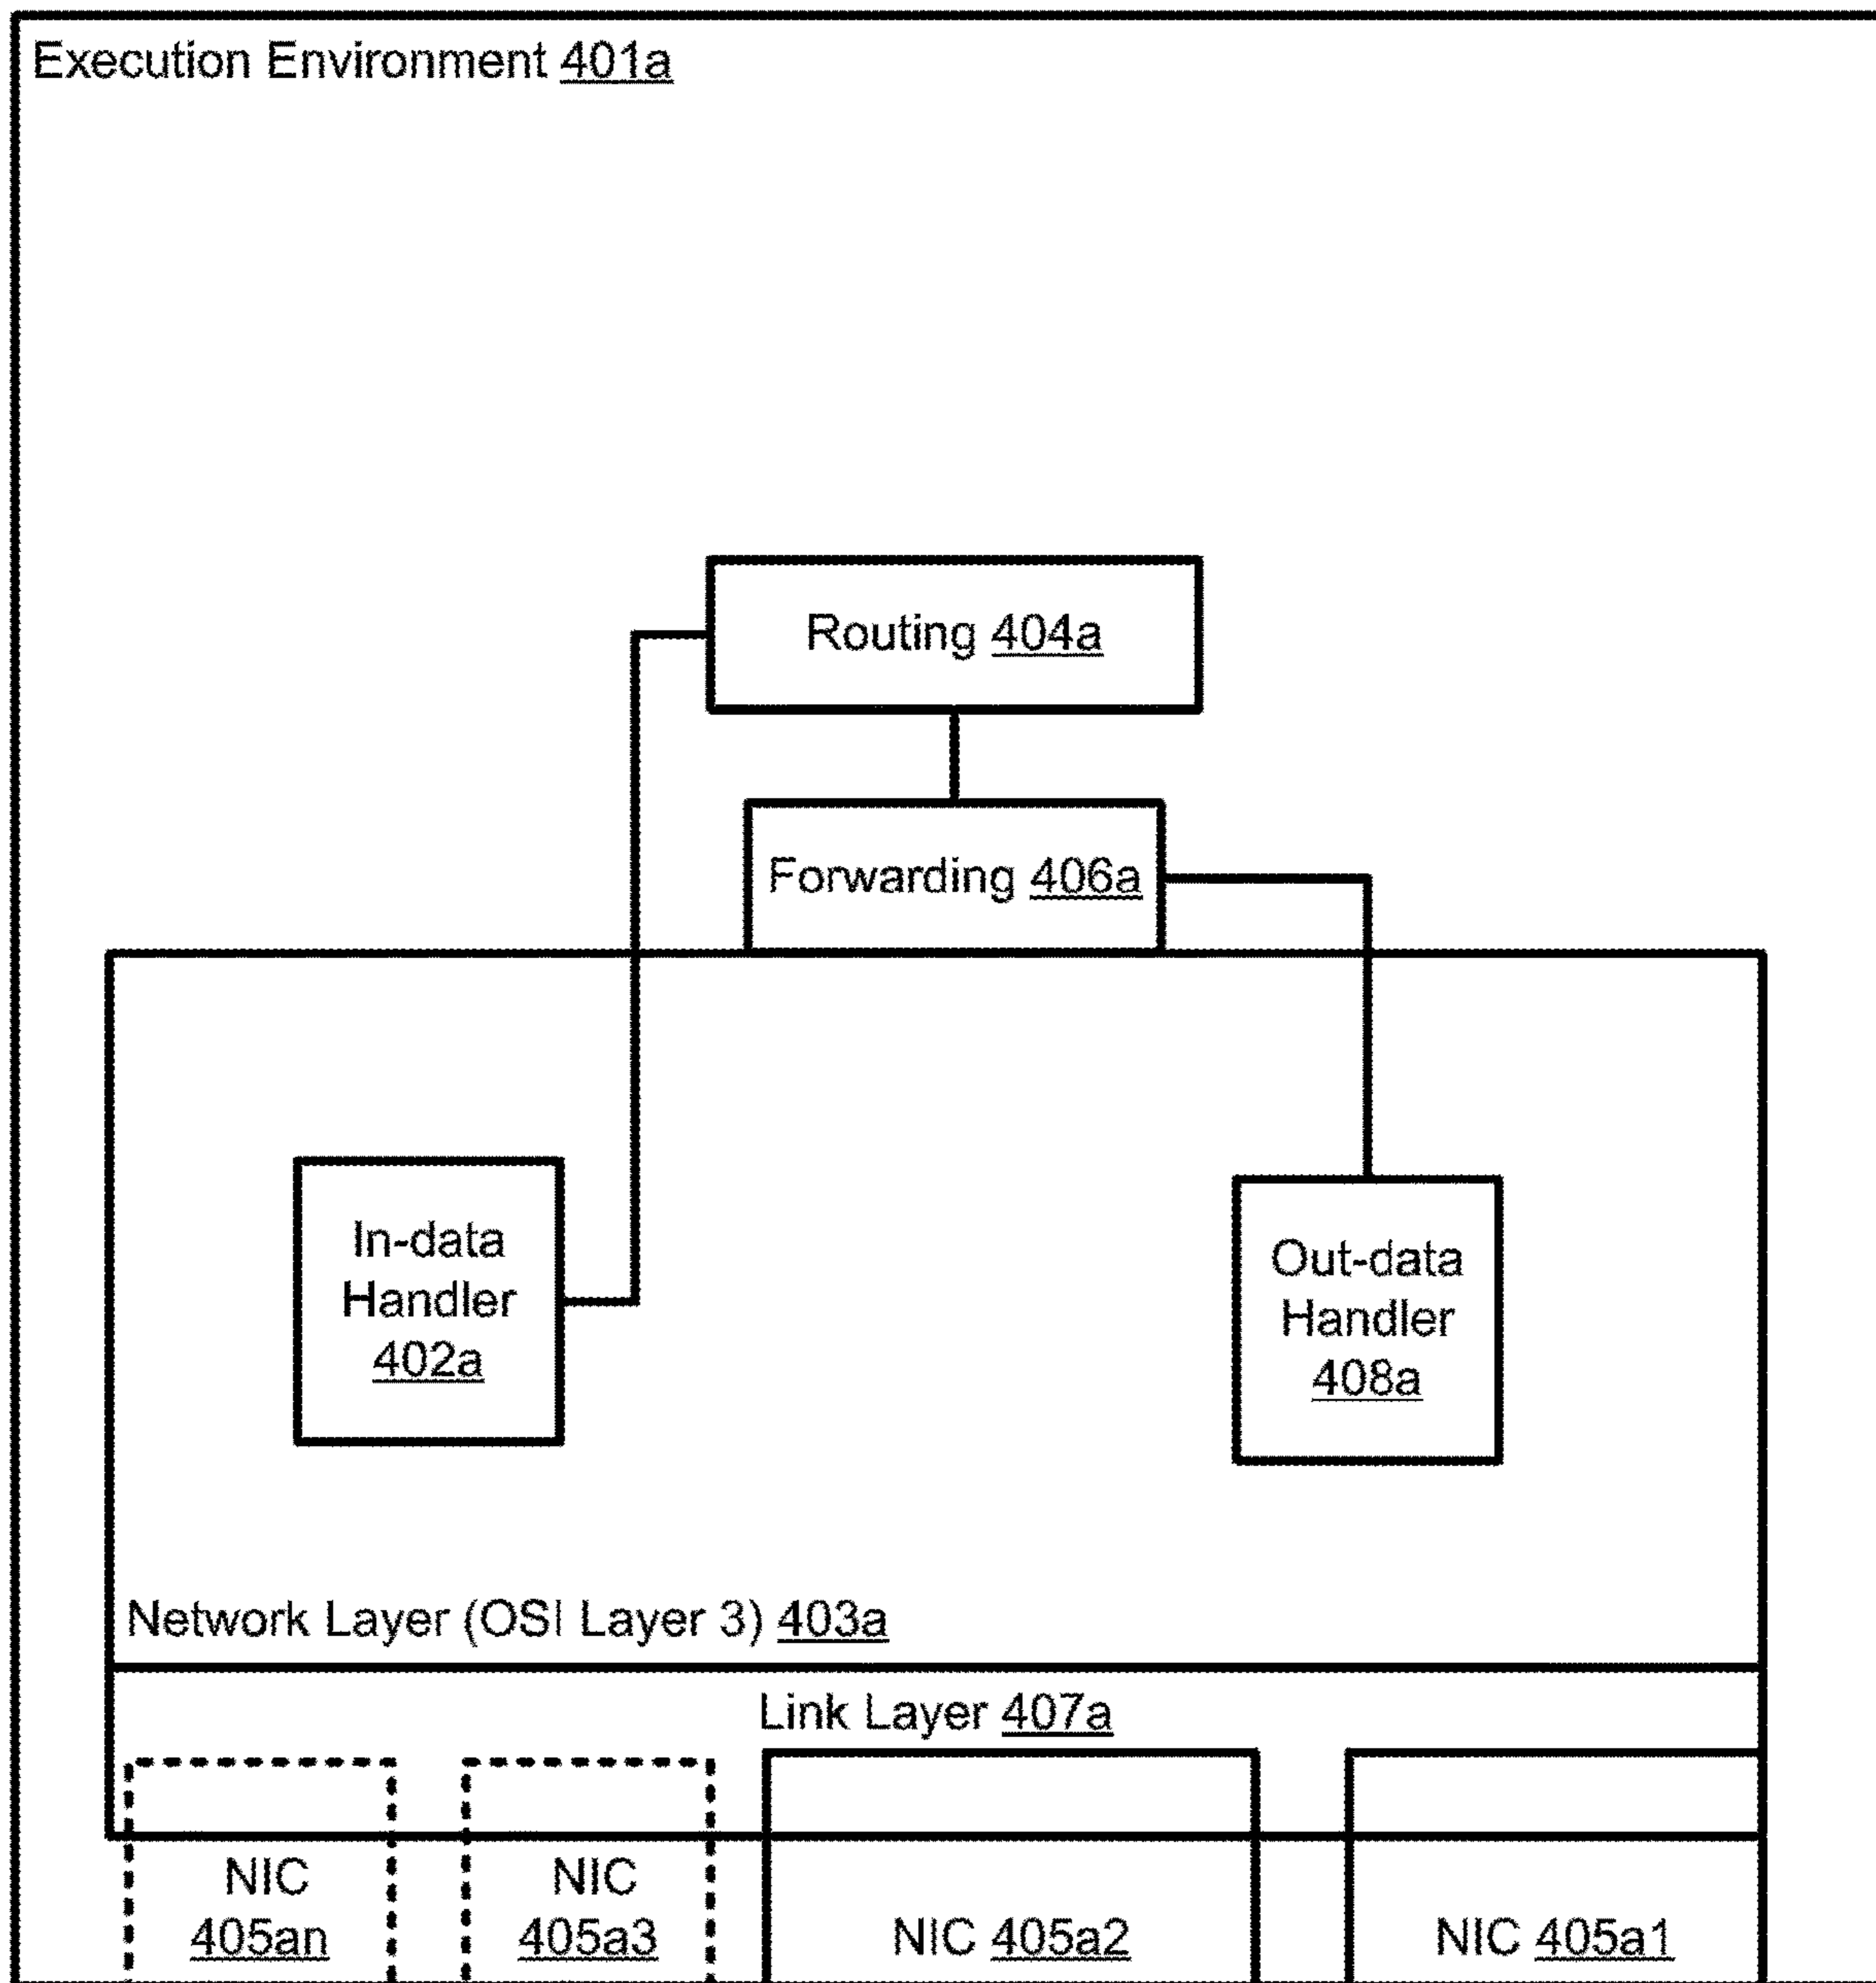 Execution Environment 401a
Routing 404a
Forwarding 406a
In-data
Handler
402a
Out-data
Handler
408a
Network Layer (OSI Layer 3) 403a
Link Layer 407a
NIC
405an
NIC
405a3
NIC 405a2
NIC 405a1